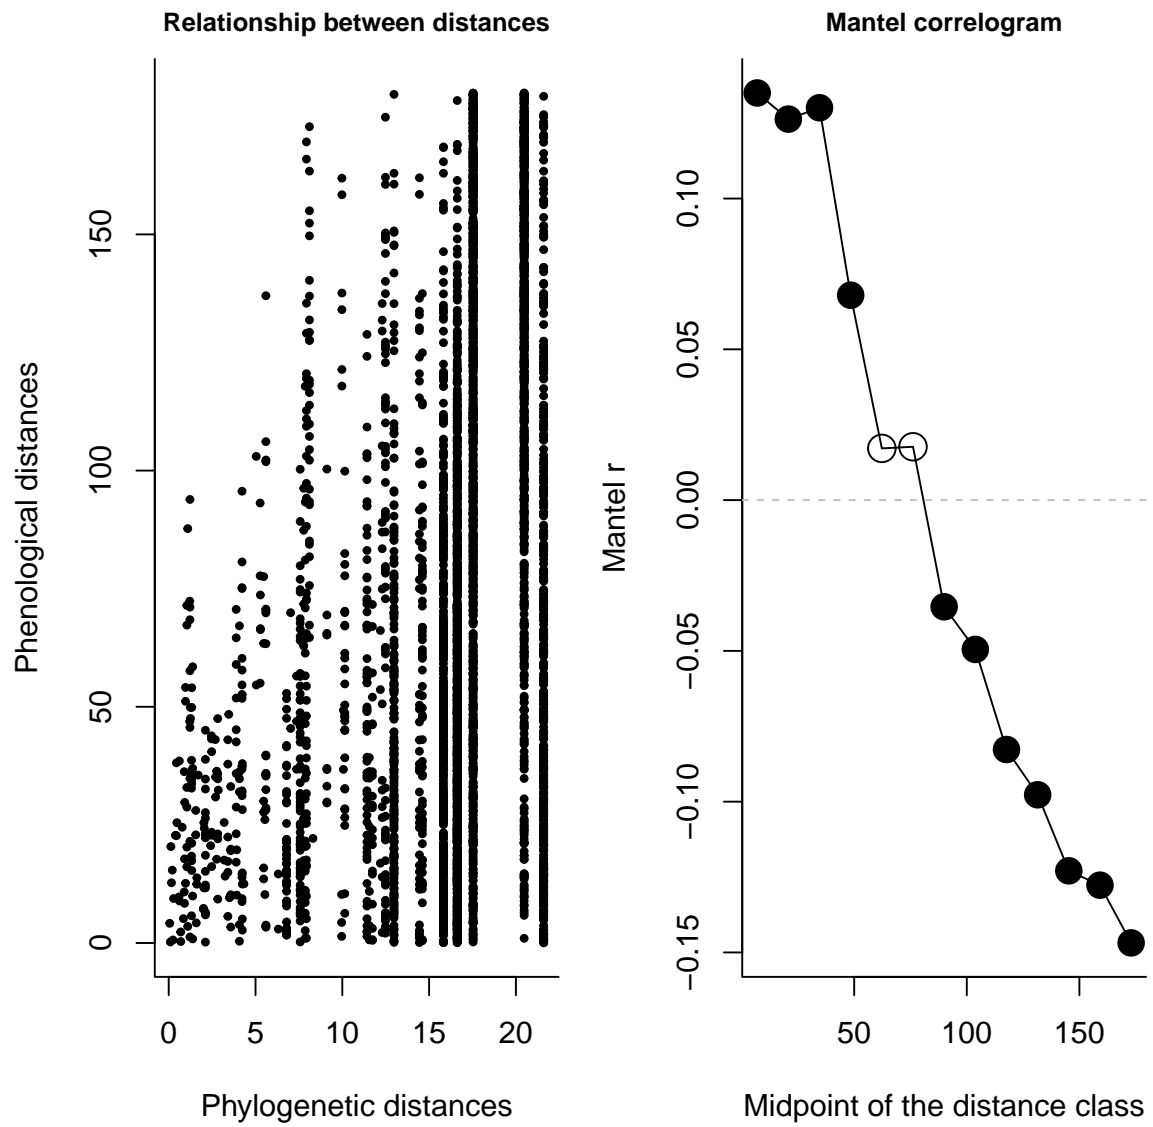 Relationship between distances
Phenological distances
150
100
50
0
0 5 10 15 20
Phylogenetic distances
Mantel correlogram
Mantel r
0.10
0.05
0.00
−0.05
−0.10
−0.15
50 100 150
Midpoint of the distance class